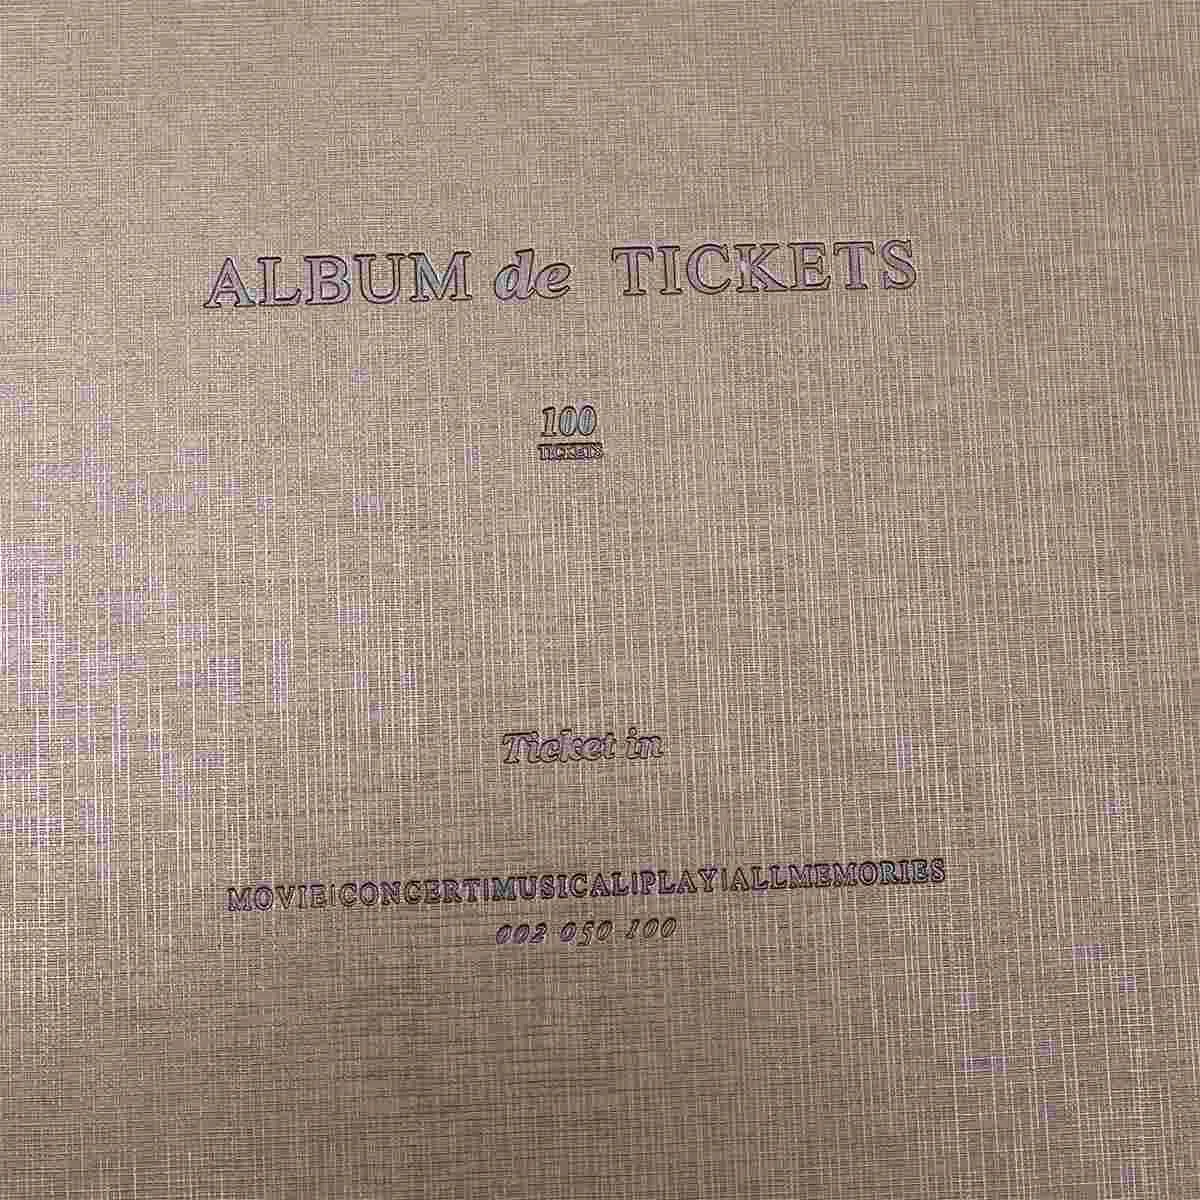 ALBUM de TICKETS
100
TICKETS
Ticket in
MOVIE|CONCERT|MUSICAL|PLAY|ALLMEMORIES
002 050 100